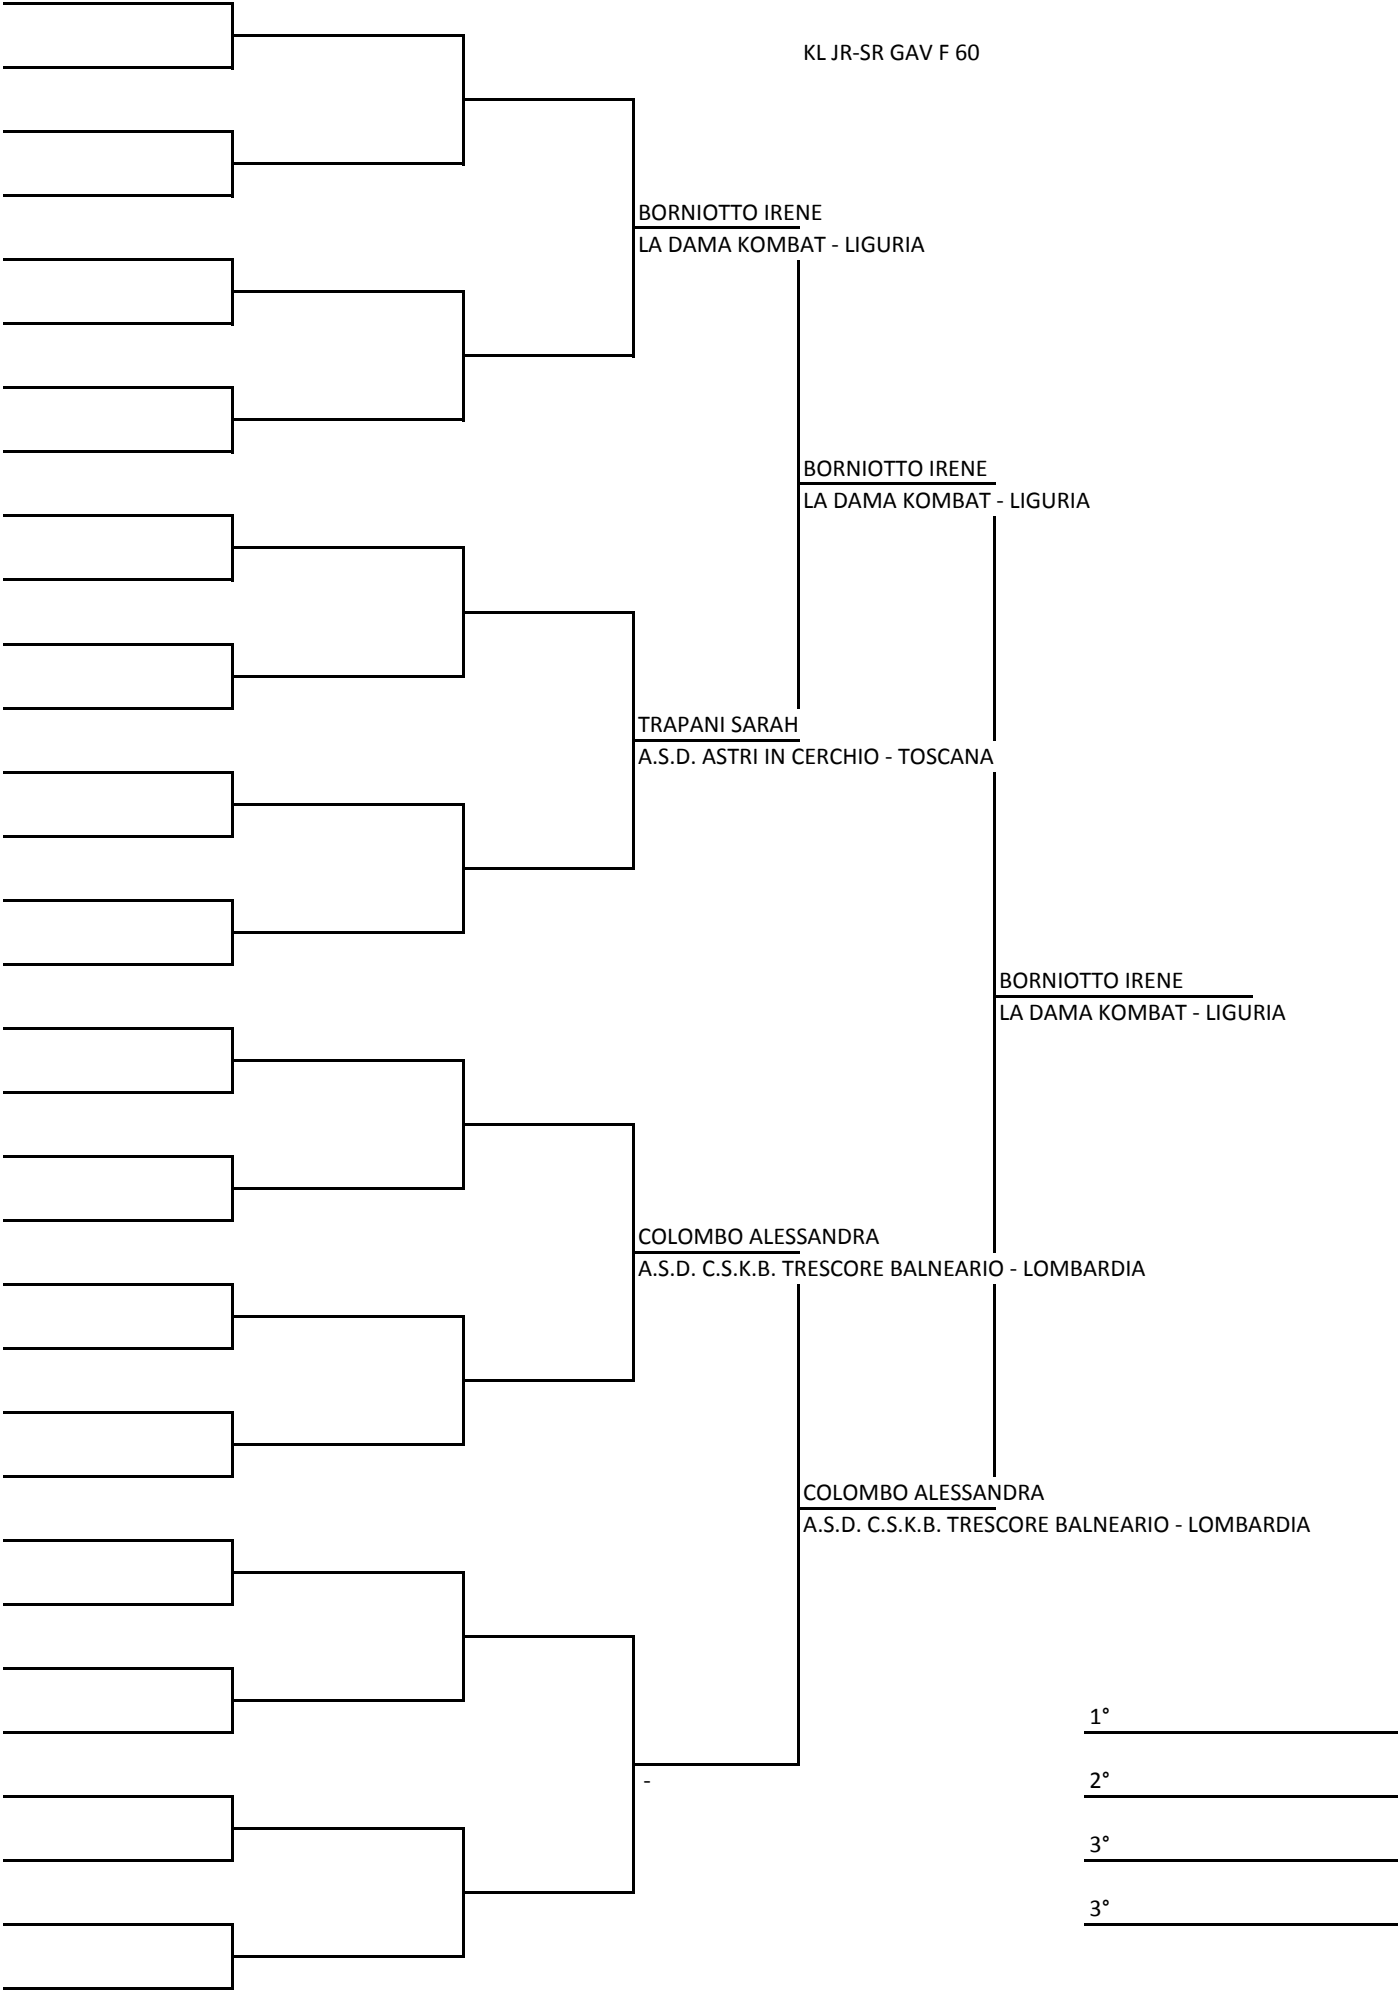 KL JR-SR GAV F 60
BORNIOTTO IRENE
LA DAMA KOMBAT - LIGURIA
BORNIOTTO IRENE
LA DAMA KOMBAT - LIGURIA
TRAPANI SARAH
A.S.D. ASTRI IN CERCHIO - TOSCANA
BORNIOTTO IRENE
LA DAMA KOMBAT - LIGURIA
COLOMBO ALESSANDRA
A.S.D. C.S.K.B. TRESCORE BALNEARIO - LOMBARDIA
COLOMBO ALESSANDRA
A.S.D. C.S.K.B. TRESCORE BALNEARIO - LOMBARDIA
1°
-
2°
3°
3°